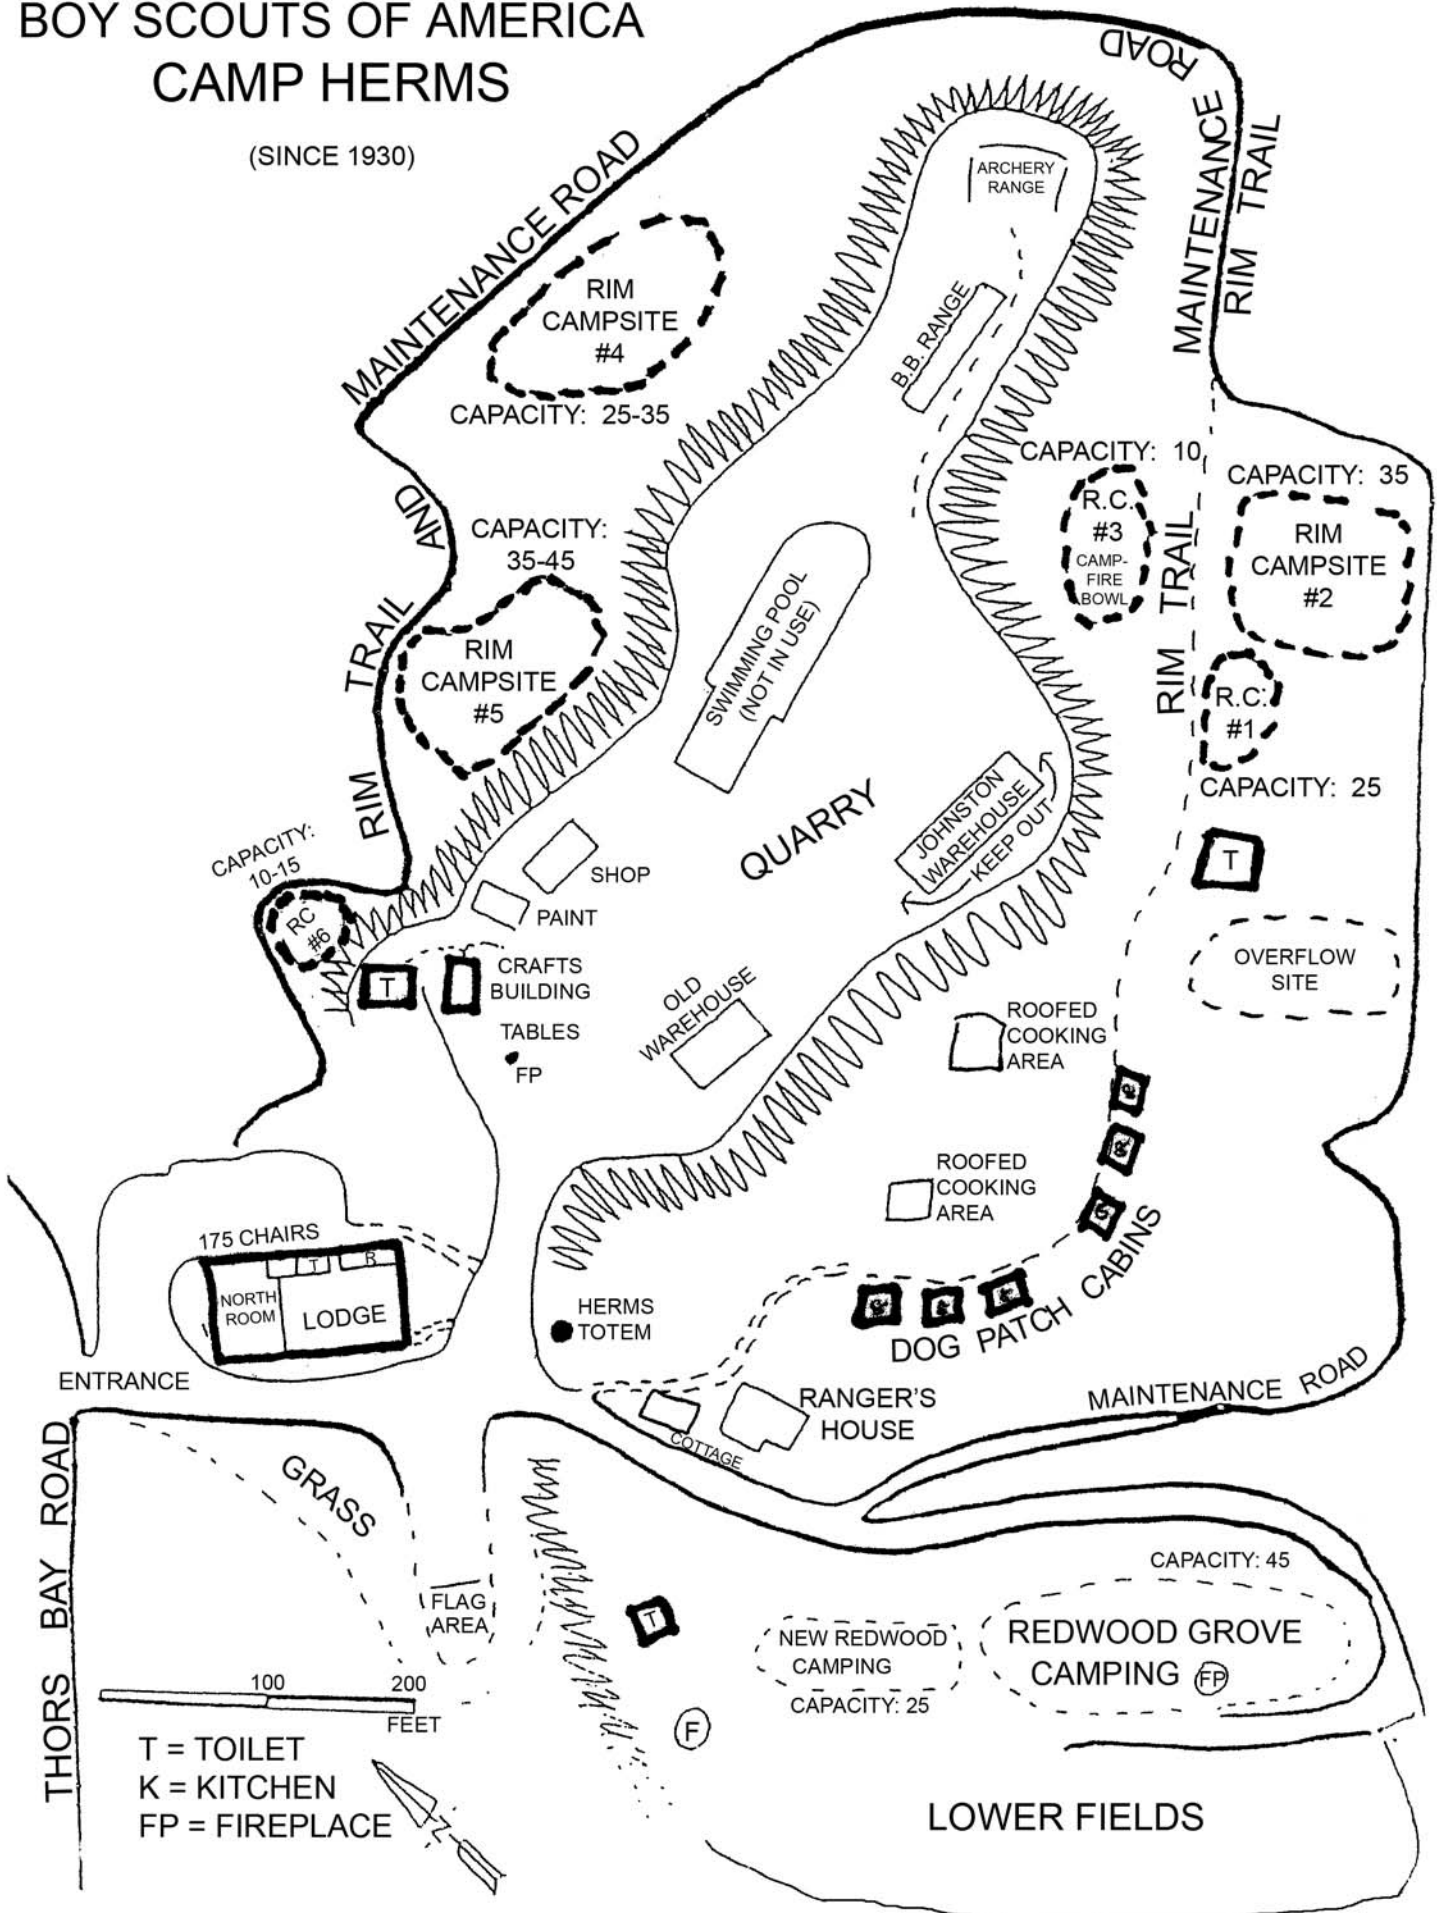 BOY SCOUTS OF AMERICA
CAMP HERMS
(SINCE 1930)
ROAD
MAINTENANCE
RIM TRAIL
MAINTENANCE ROAD
ARCHERY
RANGE
RIM
CAMPSITE
#4
CAPACITY: 25-35
B.B. RANGE
CAPACITY: 10
R.C.
#3
CAMP-
FIRE
BOWL
CAPACITY: 35
RIM
CAMPSITE
#2
RIM TRAIL
AND
TRAIL
RIM
CAPACITY:
35-45
RIM
CAMPSITE
#5
SWIMMING POOL
(NOT IN USE)
R.C.
#1
CAPACITY: 25
T
QUARRY
JOHNSTON
WAREHOUSE
KEEP OUT
CAPACITY:
10-15
RC
#6
SHOP
PAINT
T
CRAFTS
BUILDING
TABLES
FP
OLD
WAREHOUSE
OVERFLOW
SITE
ROOFED
COOKING
AREA
ROOFED
COOKING
AREA
DOG PATCH CABINS
175 CHAIRS
T
NORTH
ROOM
LODGE
HERMS
TOTEM
ENTRANCE
RANGER'S
HOUSE
COTTAGE
MAINTENANCE ROAD
THORS BAY ROAD
GRASS
FLAG
AREA
T
F
NEW REDWOOD
CAMPING
CAPACITY: 25
CAPACITY: 45
REDWOOD GROVE
CAMPING FP
100 200
FEET
T = TOILET
K = KITCHEN
FP = FIREPLACE
N
LOWER FIELDS